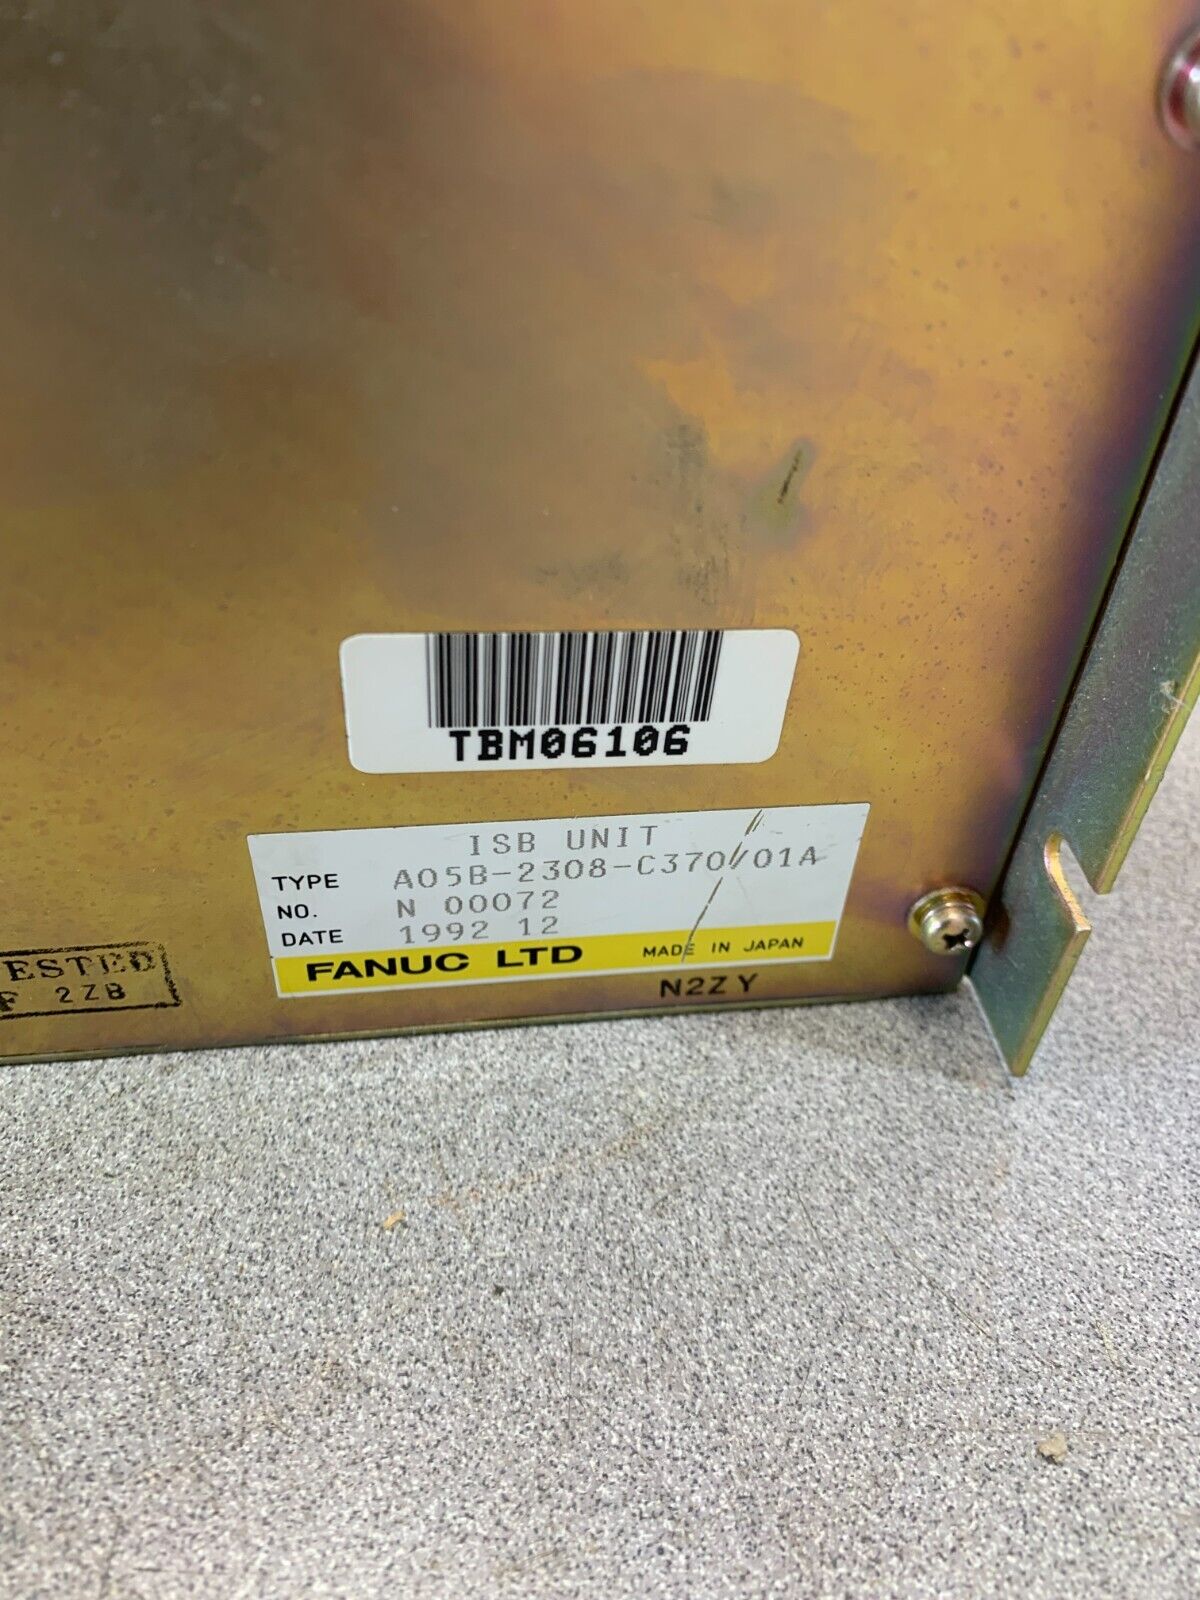 TBM06106
ISB UNIT
TYPE A05B-2308-C370/01A
NO. N 00072
DATE 1992 12
FANUC LTD MADE IN JAPAN
N2ZY
ESTED
2ZB